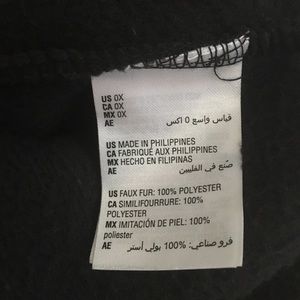 US 0X
CA 0X
MX 0X
AE قياس واسع 0 اكس
US MADE IN PHILIPPINES
CA FABRIQUÉ AUX PHILIPPINES
MX HECHO EN FILIPINAS
AE صُنع في الفلبين
US FAUX FUR: 100% POLYESTER
CA SIMILIFOURRURE: 100%
POLYESTER
MX IMITACIÓN DE PIEL: 100%
poliester
AE فرو صناعي: 100% بولي أستر